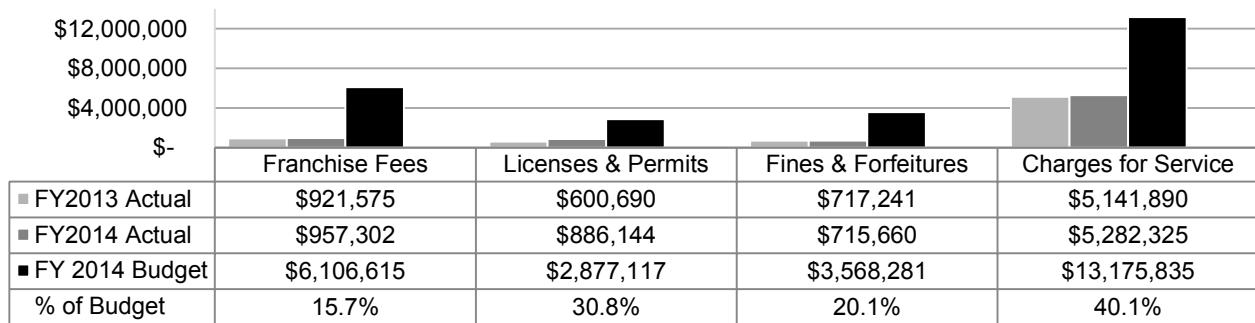 $12,000,000
$8,000,000
$4,000,000
$-
Franchise Fees Licenses & Permits Fines & Forfeitures Charges for Service
FY2013 Actual $921,575 $600,690 $717,241 $5,141,890
FY2014 Actual $957,302 $886,144 $715,660 $5,282,325
FY 2014 Budget $6,106,615 $2,877,117 $3,568,281 $13,175,835
% of Budget 15.7% 30.8% 20.1% 40.1%